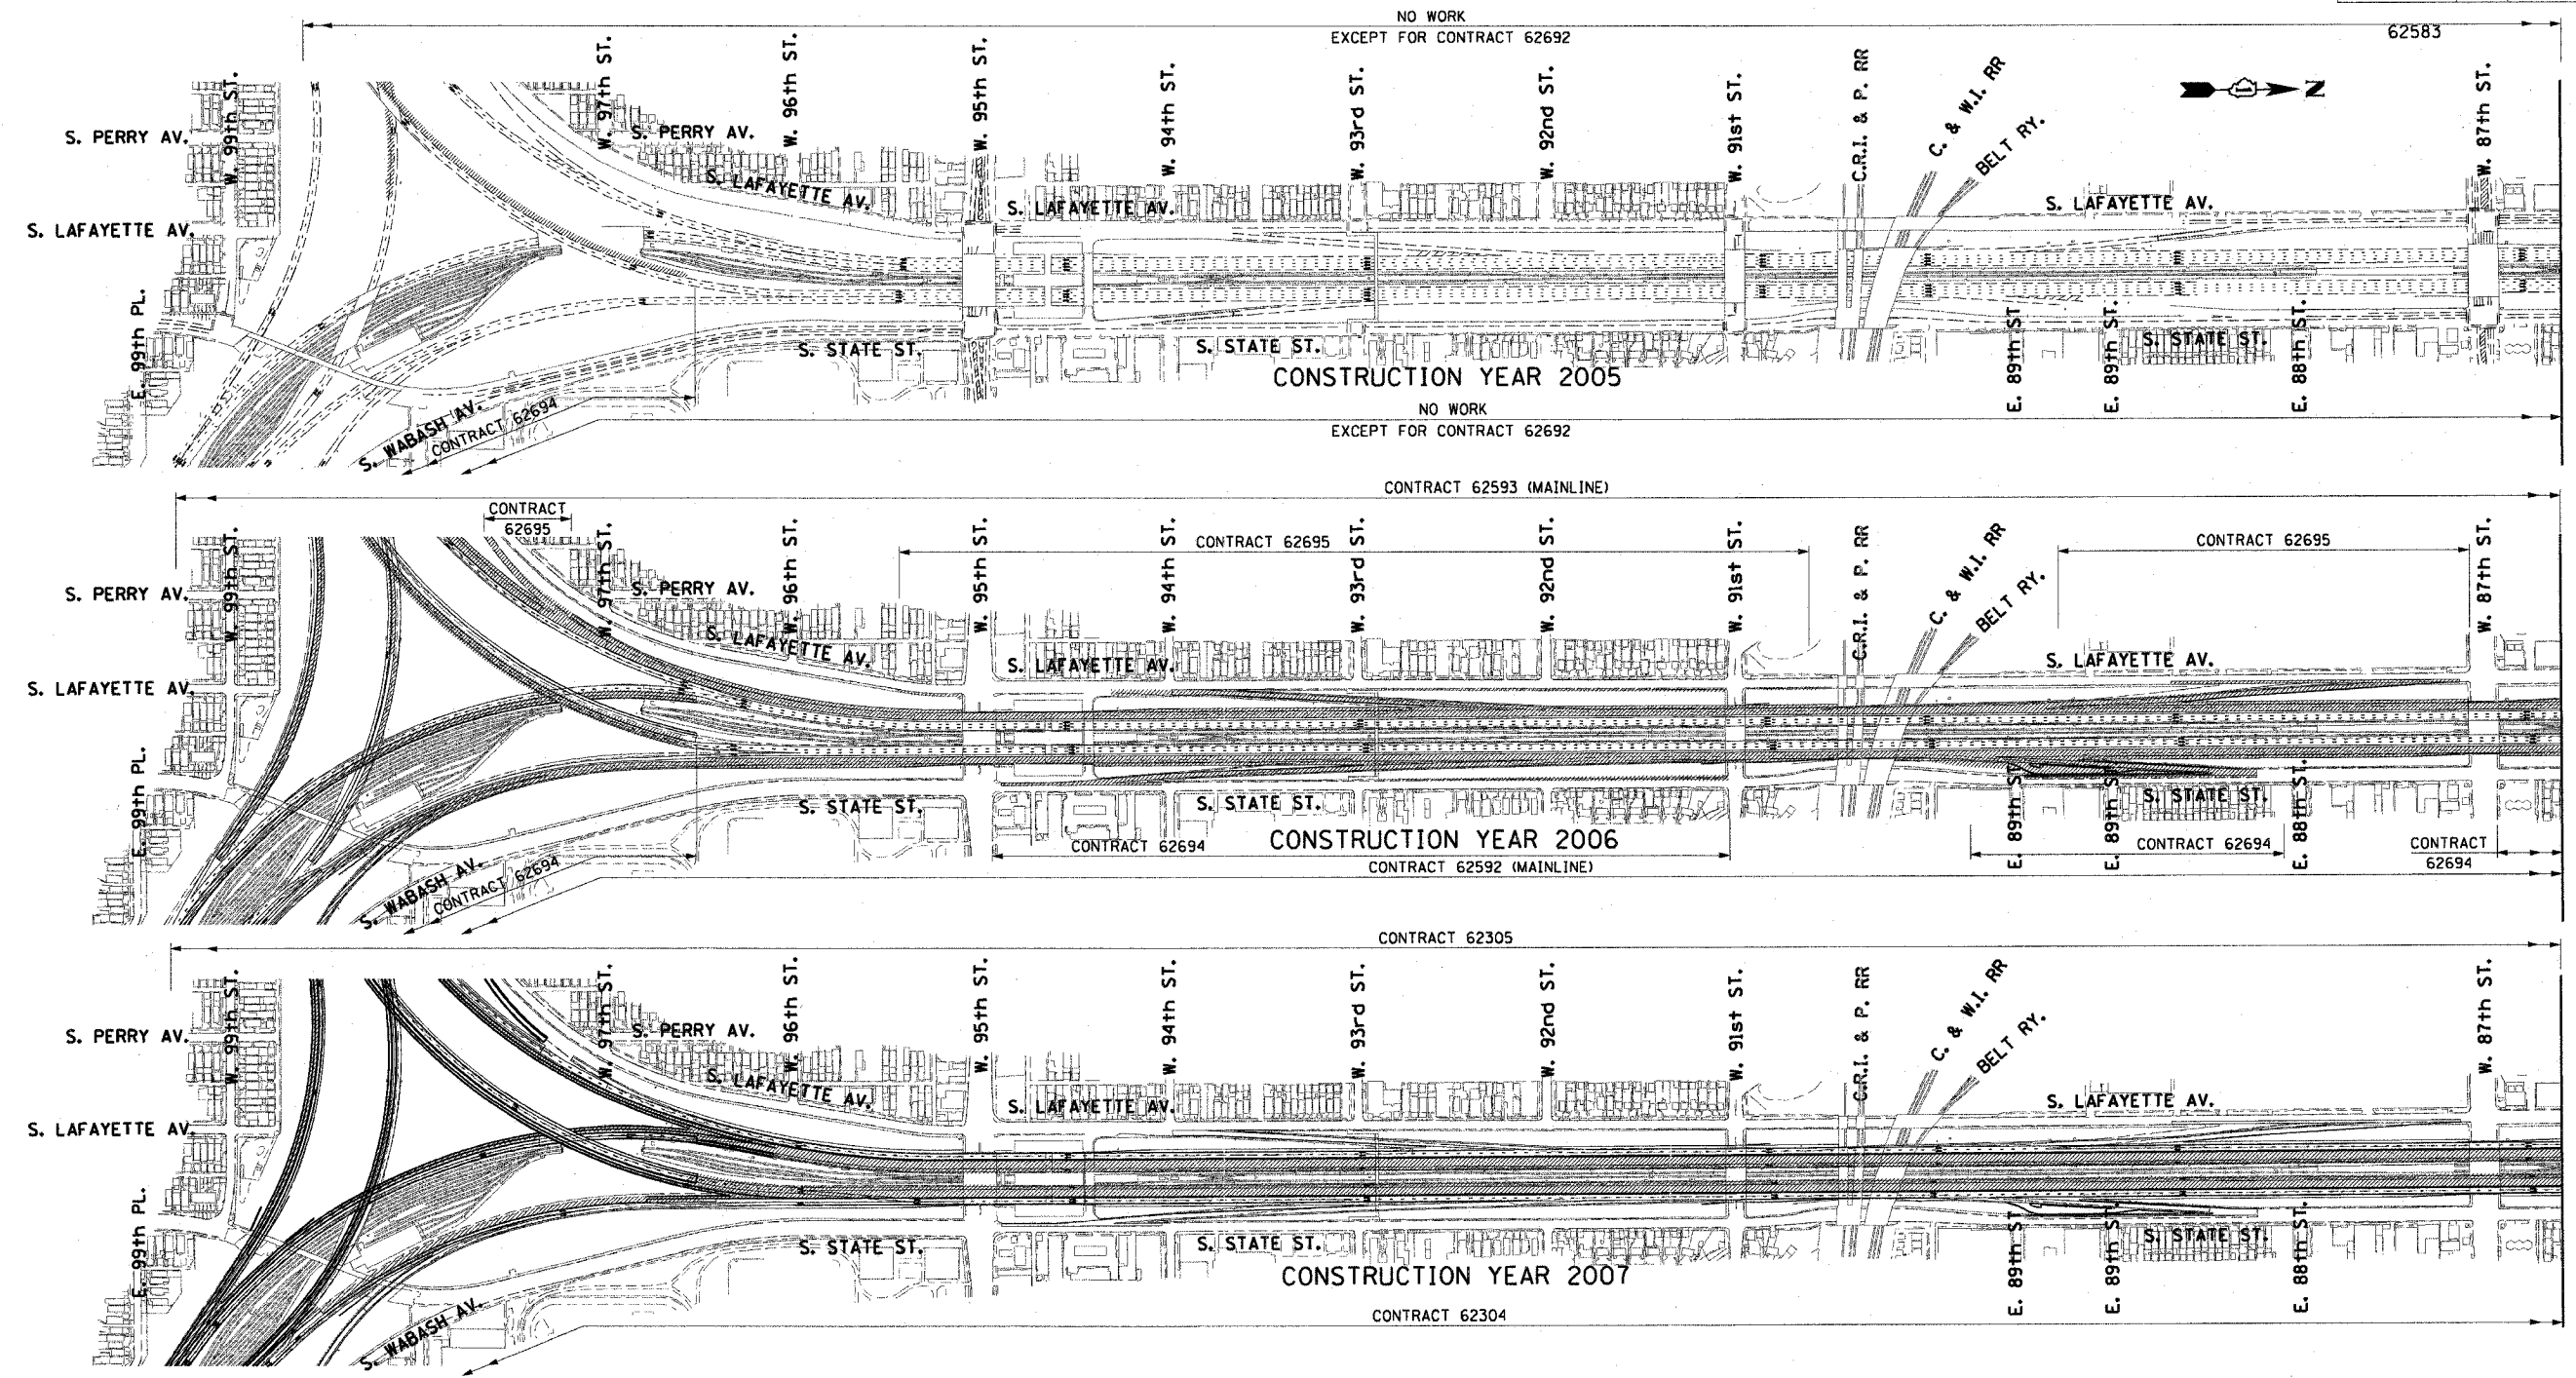 NO WORK
EXCEPT FOR CONTRACT 62692
62583
N
W. 99th ST.
W. 97th ST.
W. 96th ST.
W. 95th ST.
W. 94th ST.
W. 93rd ST.
W. 92nd ST.
W. 91st ST.
C.R.I. & P. RR
C. & W.I. RR
BELT RY.
W. 87th ST.
S. PERRY AV.
S. PERRY AV.
S. LAFAYETTE AV.
S. LAFAYETTE AV.
S. LAFAYETTE AV.
S. LAFAYETTE AV.
E. 99th PL.
S. STATE ST.
S. STATE ST.
S. STATE ST.
E. 89th ST
E. 89th ST.
E. 88th ST.
S. WABASH AV.
CONTRACT 62694
CONSTRUCTION YEAR 2005
NO WORK
EXCEPT FOR CONTRACT 62692
CONTRACT 62593 (MAINLINE)
CONTRACT
62695
CONTRACT 62695
CONTRACT 62695
W. 99th ST.
W. 97th ST.
W. 96th ST.
W. 95th ST.
W. 94th ST.
W. 93rd ST.
W. 92nd ST.
W. 91st ST.
C.R.I. & P. RR
C. & W.I. RR
BELT RY.
W. 87th ST.
S. PERRY AV.
S. PERRY AV.
S. LAFAYETTE AV.
S. LAFAYETTE AV.
S. LAFAYETTE AV.
S. LAFAYETTE AV.
E. 99th PL.
S. STATE ST.
S. STATE ST.
S. STATE ST.
E. 89th ST
E. 89th ST.
E. 88th ST.
S. WABASH AV.
CONTRACT 62694
CONTRACT 62694
CONSTRUCTION YEAR 2006
CONTRACT 62694
CONTRACT
62694
CONTRACT 62592 (MAINLINE)
CONTRACT 62305
W. 99th ST.
W. 97th ST.
W. 96th ST.
W. 95th ST.
W. 94th ST.
W. 93rd ST.
W. 92nd ST.
W. 91st ST.
C.R.I. & P. RR
C. & W.I. RR
BELT RY.
W. 87th ST.
S. PERRY AV.
S. PERRY AV.
S. LAFAYETTE AV.
S. LAFAYETTE AV.
S. LAFAYETTE AV.
S. LAFAYETTE AV.
E. 99th PL.
S. STATE ST.
S. STATE ST.
S. STATE ST.
E. 89th ST
E. 89th ST.
E. 88th ST.
S. WABASH AV.
CONSTRUCTION YEAR 2007
CONTRACT 62304